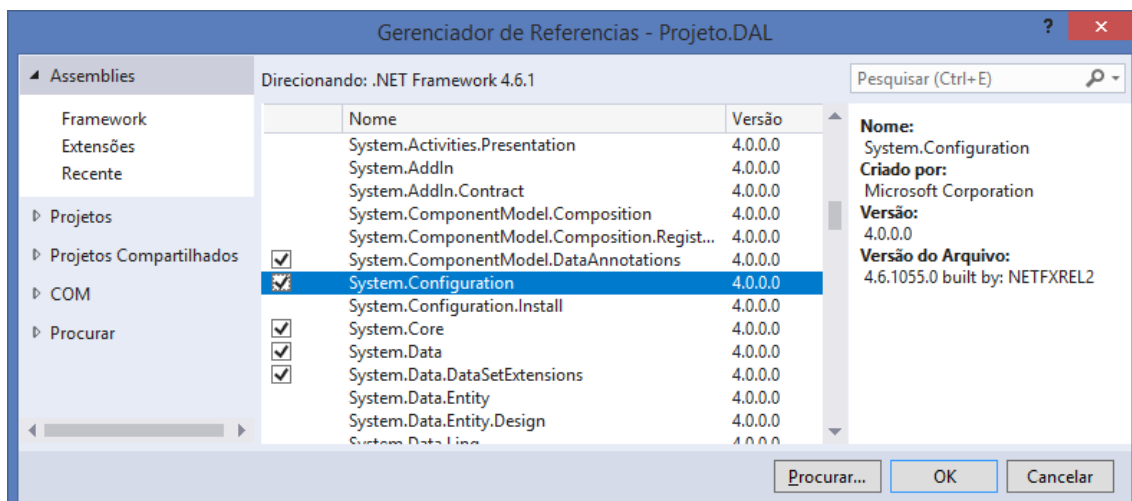 Gerenciador de Referencias - Projeto.DAL
?
Assemblies
Framework
Extensões
Recente
Projetos
Projetos Compartilhados
COM
Procurar
Direcionando: .NET Framework 4.6.1
Pesquisar (Ctrl+E)
Nome Versão
System.Activities.Presentation 4.0.0.0
System.AddIn 4.0.0.0
System.AddIn.Contract 4.0.0.0
System.ComponentModel.Composition 4.0.0.0
System.ComponentModel.Composition.Regist... 4.0.0.0
System.ComponentModel.DataAnnotations 4.0.0.0
System.Configuration 4.0.0.0
System.Configuration.Install 4.0.0.0
System.Core 4.0.0.0
System.Data 4.0.0.0
System.Data.DataSetExtensions 4.0.0.0
System.Data.Entity 4.0.0.0
System.Data.Entity.Design 4.0.0.0
System.Data.Linq 4.0.0.0
Nome:
System.Configuration
Criado por:
Microsoft Corporation
Versão:
4.0.0.0
Versão do Arquivo:
4.6.1055.0 built by: NETFXREL2
Procurar... OK Cancelar